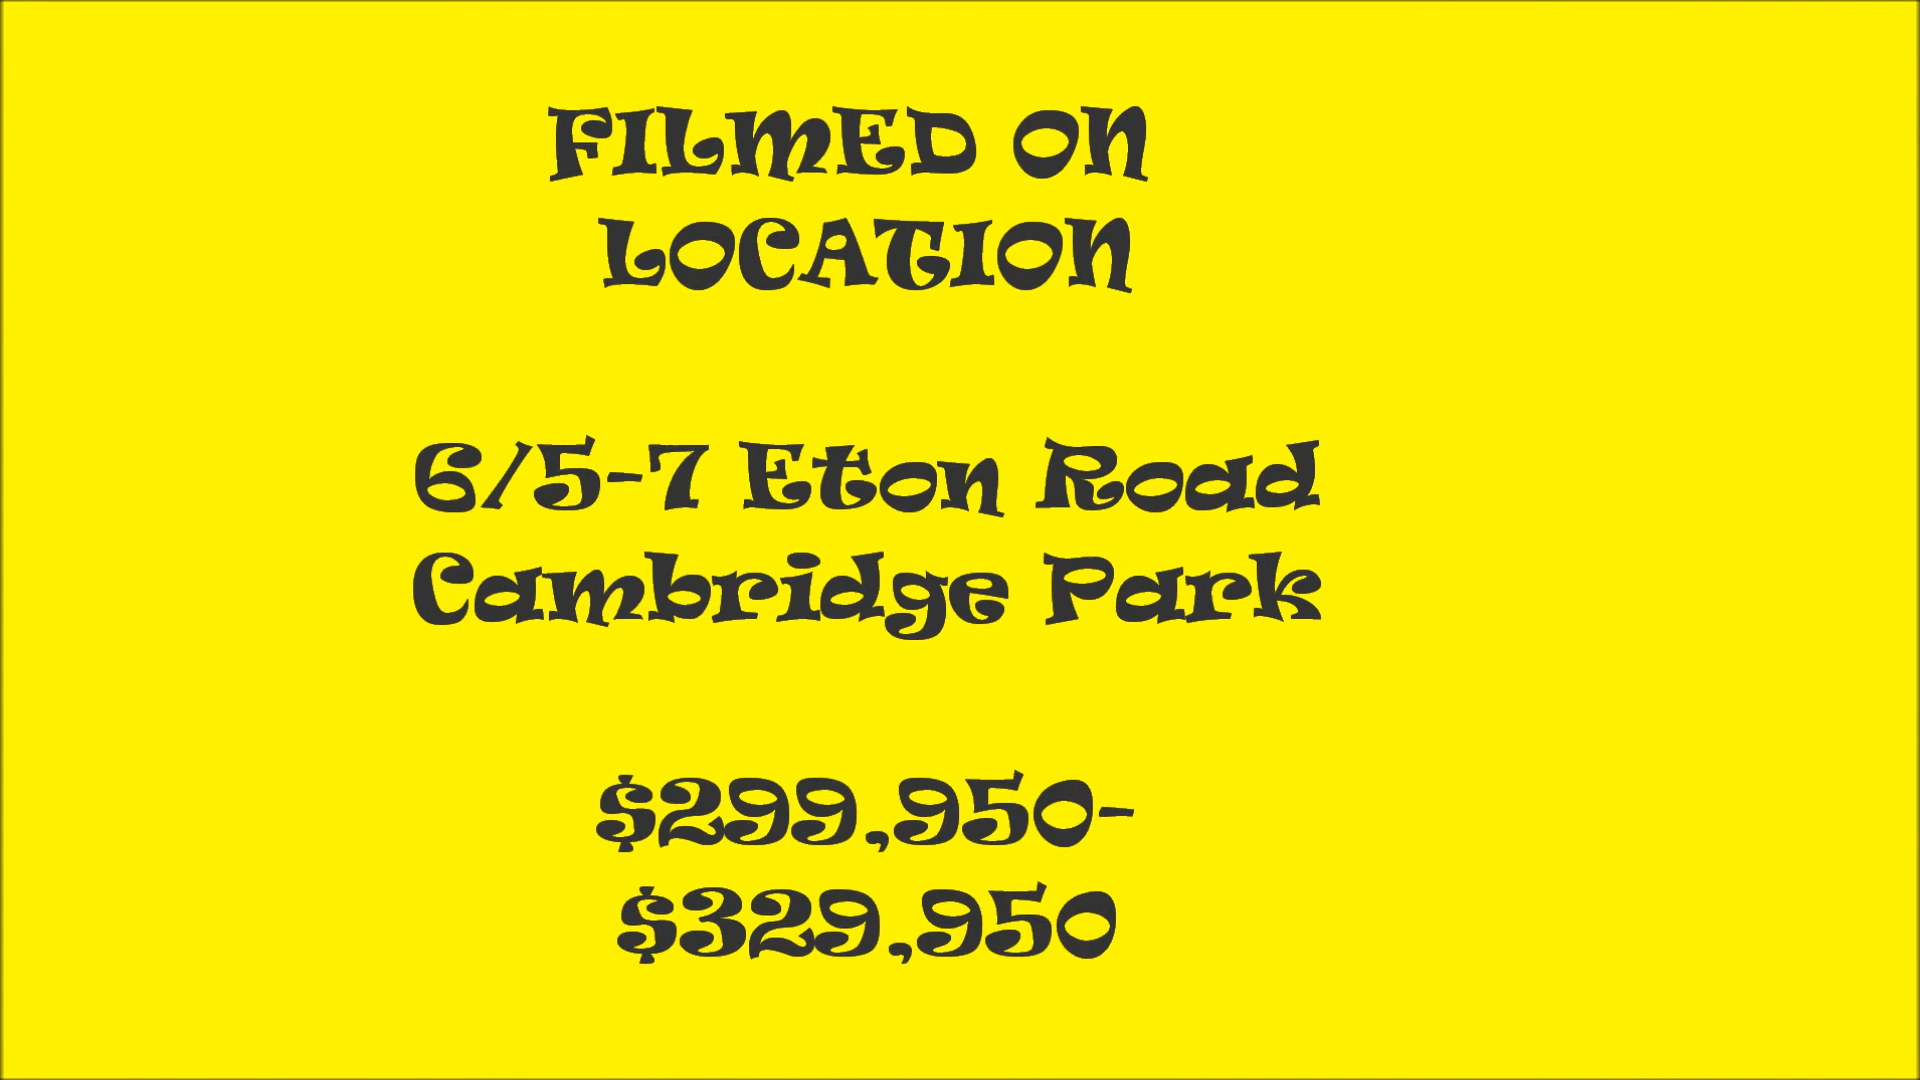 FILMED ON
LOCATION
6/5-7 Eton Road
Cambridge Park
$299,950-
$329,950